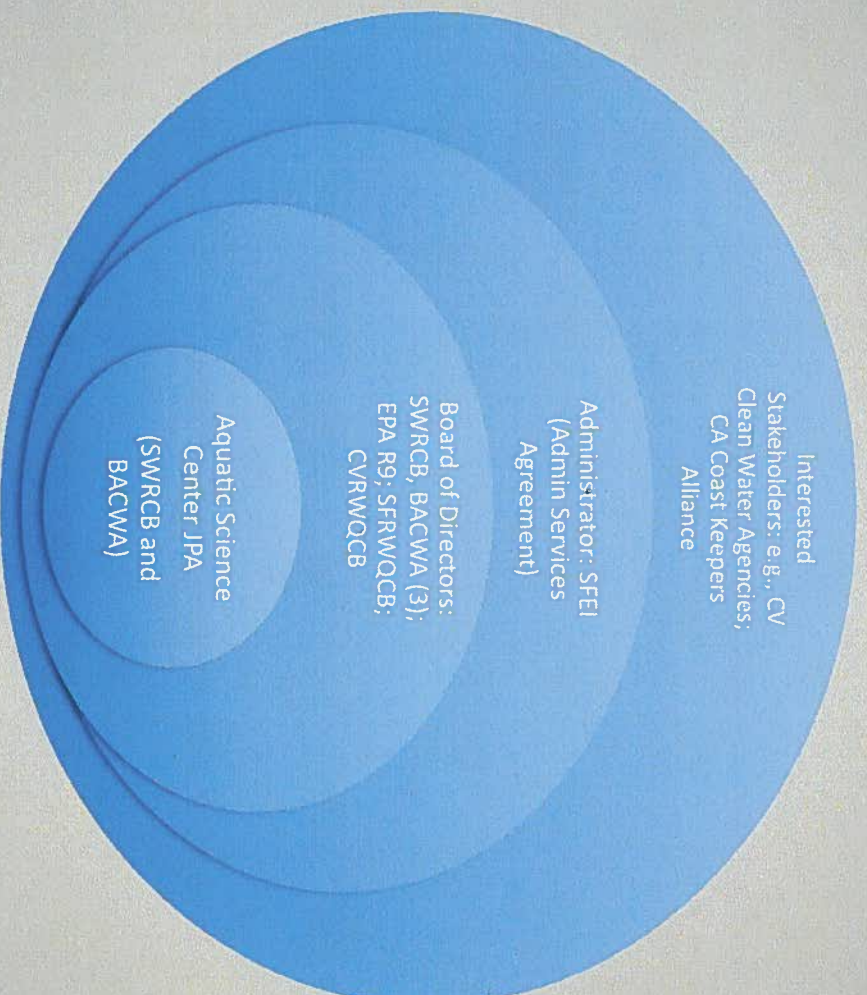 Interested
Stakeholders: e.g., CV
Clean Water Agencies;
CA Coast Keepers
Alliance
Administrator: SFEI
(Admin Services
Agreement)
Board of Directors:
SWRCB, BACWA (3);
EPA R9; SFRWQCB;
CVRWQCB
Aquatic Science
Center JPA
(SWRCB and
BACWA)